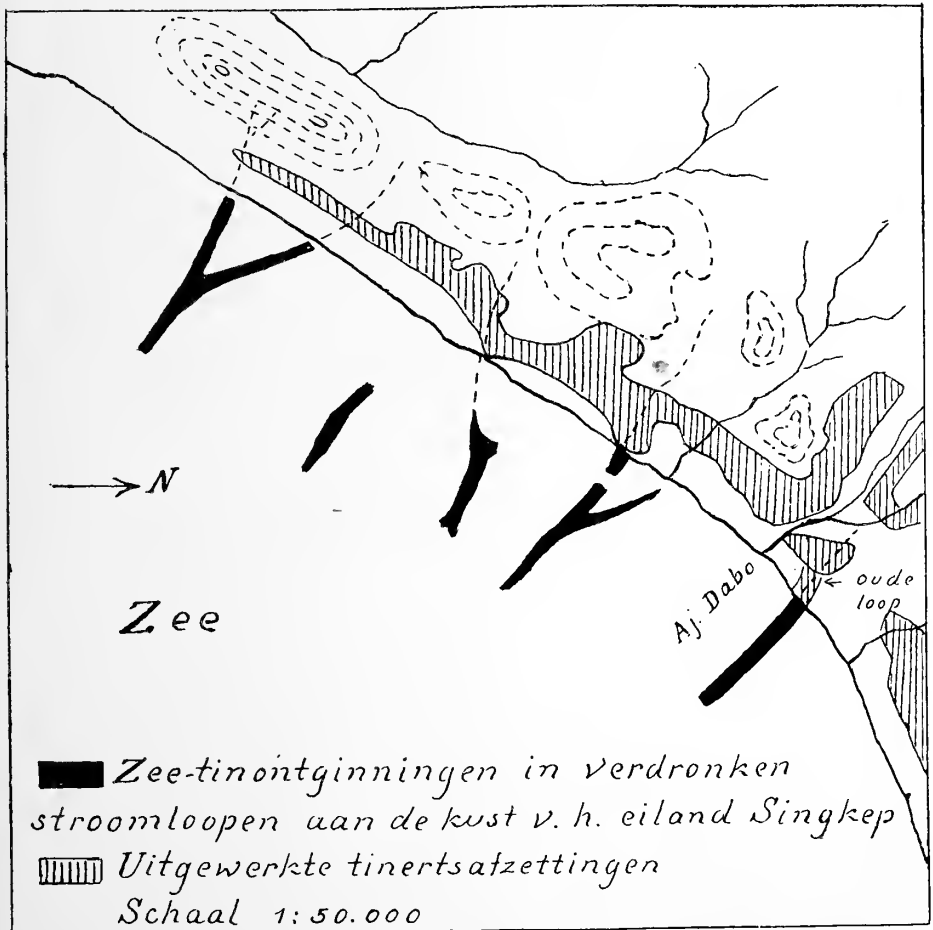 N
Zee
Aj. Dabo
oude
loop
Zee-tinontginningen in verdronken
stroomloopen aan de kust v. h. eiland Singkep
Uitgewerkte tinertsafzettingen
Schaal 1:50.000